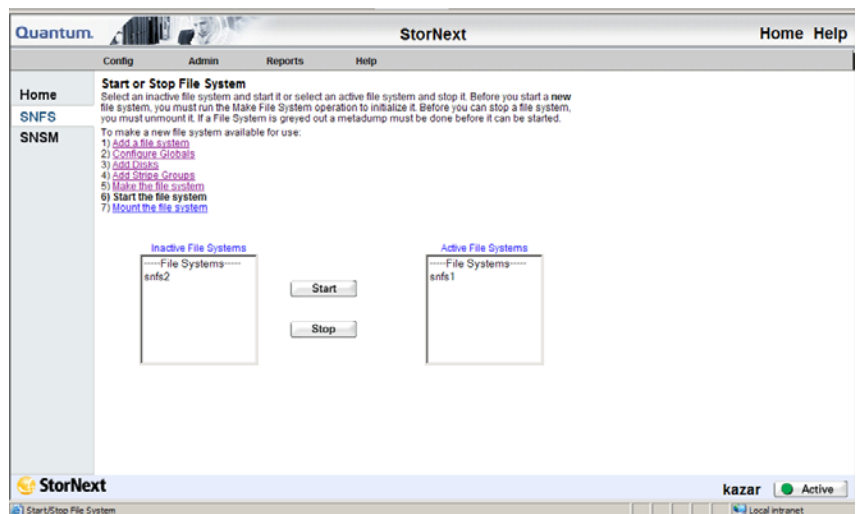 Quantum.
StorNext
Home Help
Config Admin Reports Help
Home
SNFS
SNSM
Start or Stop File System
Select an inactive file system and start it or select an active file system and stop it. Before you start a new
file system, you must run the Make File System operation to initialize it. Before you can stop a file system,
you must unmount it. If a File System is greyed out a metadump must be done before it can be started.
To make a new file system available for use:
1) Add a file system
2) Configure Globals
3) Add Disks
4) Add Stripe Groups
5) Make the file system
6) Start the file system
7) Mount the file system
Inactive File Systems
-----File Systems-----
snfs2
Start
Stop
Active File Systems
-----File Systems-----
snfs1
StorNext
kazar Active
Start/Stop File System
Local intranet